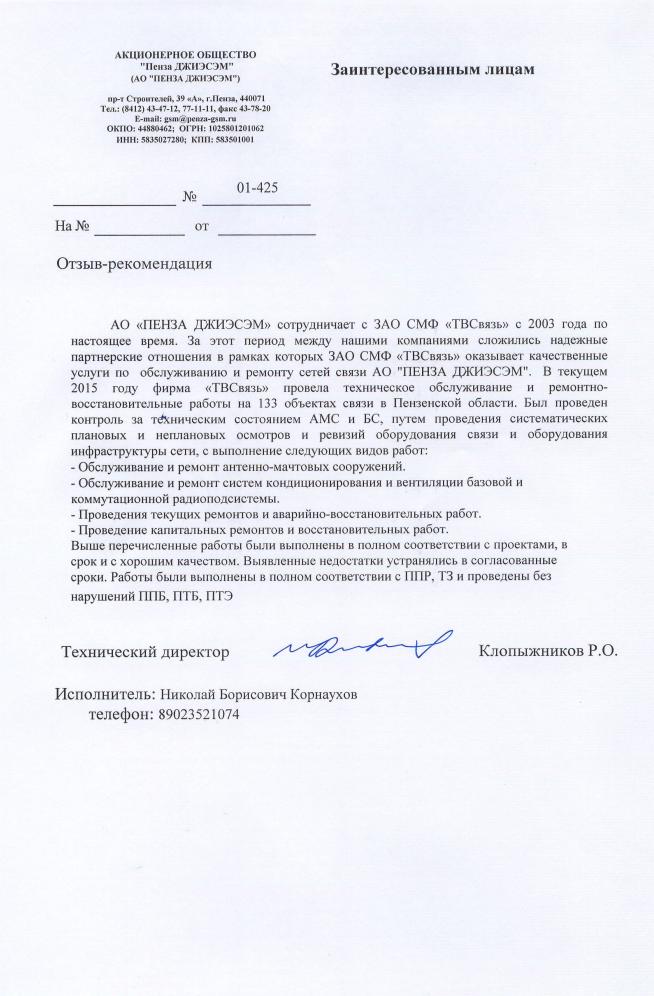 АКЦИОНЕРНОЕ ОБЩЕСТВО
"Пенза ДЖИЭСЭМ"
(АО "ПЕНЗА ДЖИЭСЭМ")
пр-т Строителей, 39 «А», г.Пенза, 440071
Тел.: (8412) 43-47-12, 77-11-11, факс 43-78-20
E-mail: gsm@penza-gsm.ru
ОКПО: 44880462; ОГРН: 1025801201062
ИНН: 5835027280; КПП: 583501001
Заинтересованным лицам
№ 01-425
На № от
Отзыв-рекомендация
АО «ПЕНЗА ДЖИЭСЭМ» сотрудничает с ЗАО СМФ «ТВСвязь» с 2003 года по
настоящее время. За этот период между нашими компаниями сложились надежные
партнерские отношения в рамках которых ЗАО СМФ «ТВСвязь» оказывает качественные
услуги по обслуживанию и ремонту сетей связи АО "ПЕНЗА ДЖИЭСЭМ". В текущем
2015 году фирма «ТВСвязь» провела техническое обслуживание и ремонтно-
восстановительные работы на 133 объектах связи в Пензенской области. Был проведен
контроль за техническим состоянием АМС и БС, путем проведения систематических
плановых и неплановых осмотров и ревизий оборудования связи и оборудования
инфраструктуры сети, с выполнение следующих видов работ:
- Обслуживание и ремонт антенно-мачтовых сооружений.
- Обслуживание и ремонт систем кондиционирования и вентиляции базовой и
коммутационной радиоподсистемы.
- Проведения текущих ремонтов и аварийно-восстановительных работ.
- Проведение капитальных ремонтов и восстановительных работ.
Выше перечисленные работы были выполнены в полном соответствии с проектами, в
срок и с хорошим качеством. Выявленные недостатки устранялись в согласованные
сроки. Работы были выполнены в полном соответствии с ППР, ТЗ и проведены без
нарушений ППБ, ПТБ, ПТЭ
Технический директор Клопыжников Р.О.
Исполнитель: Николай Борисович Корнаухов
телефон: 89023521074